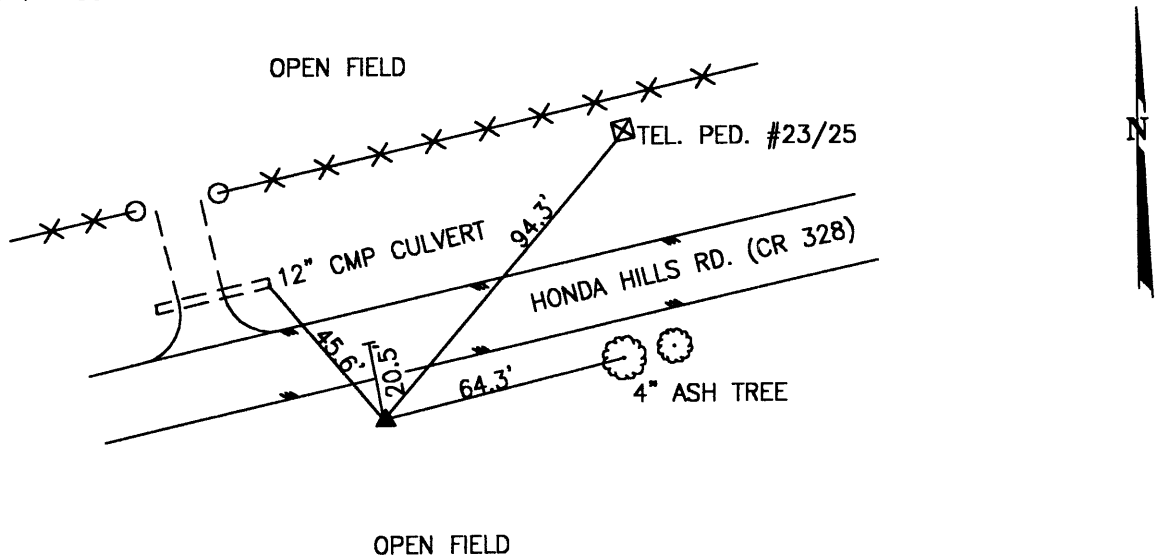 OPEN FIELD
TEL. PED. #23/25
N
12" CMP CULVERT
94.3'
HONDA HILLS RD. (CR 328)
45.6'
20.5'
64.3'
4" ASH TREE
OPEN FIELD